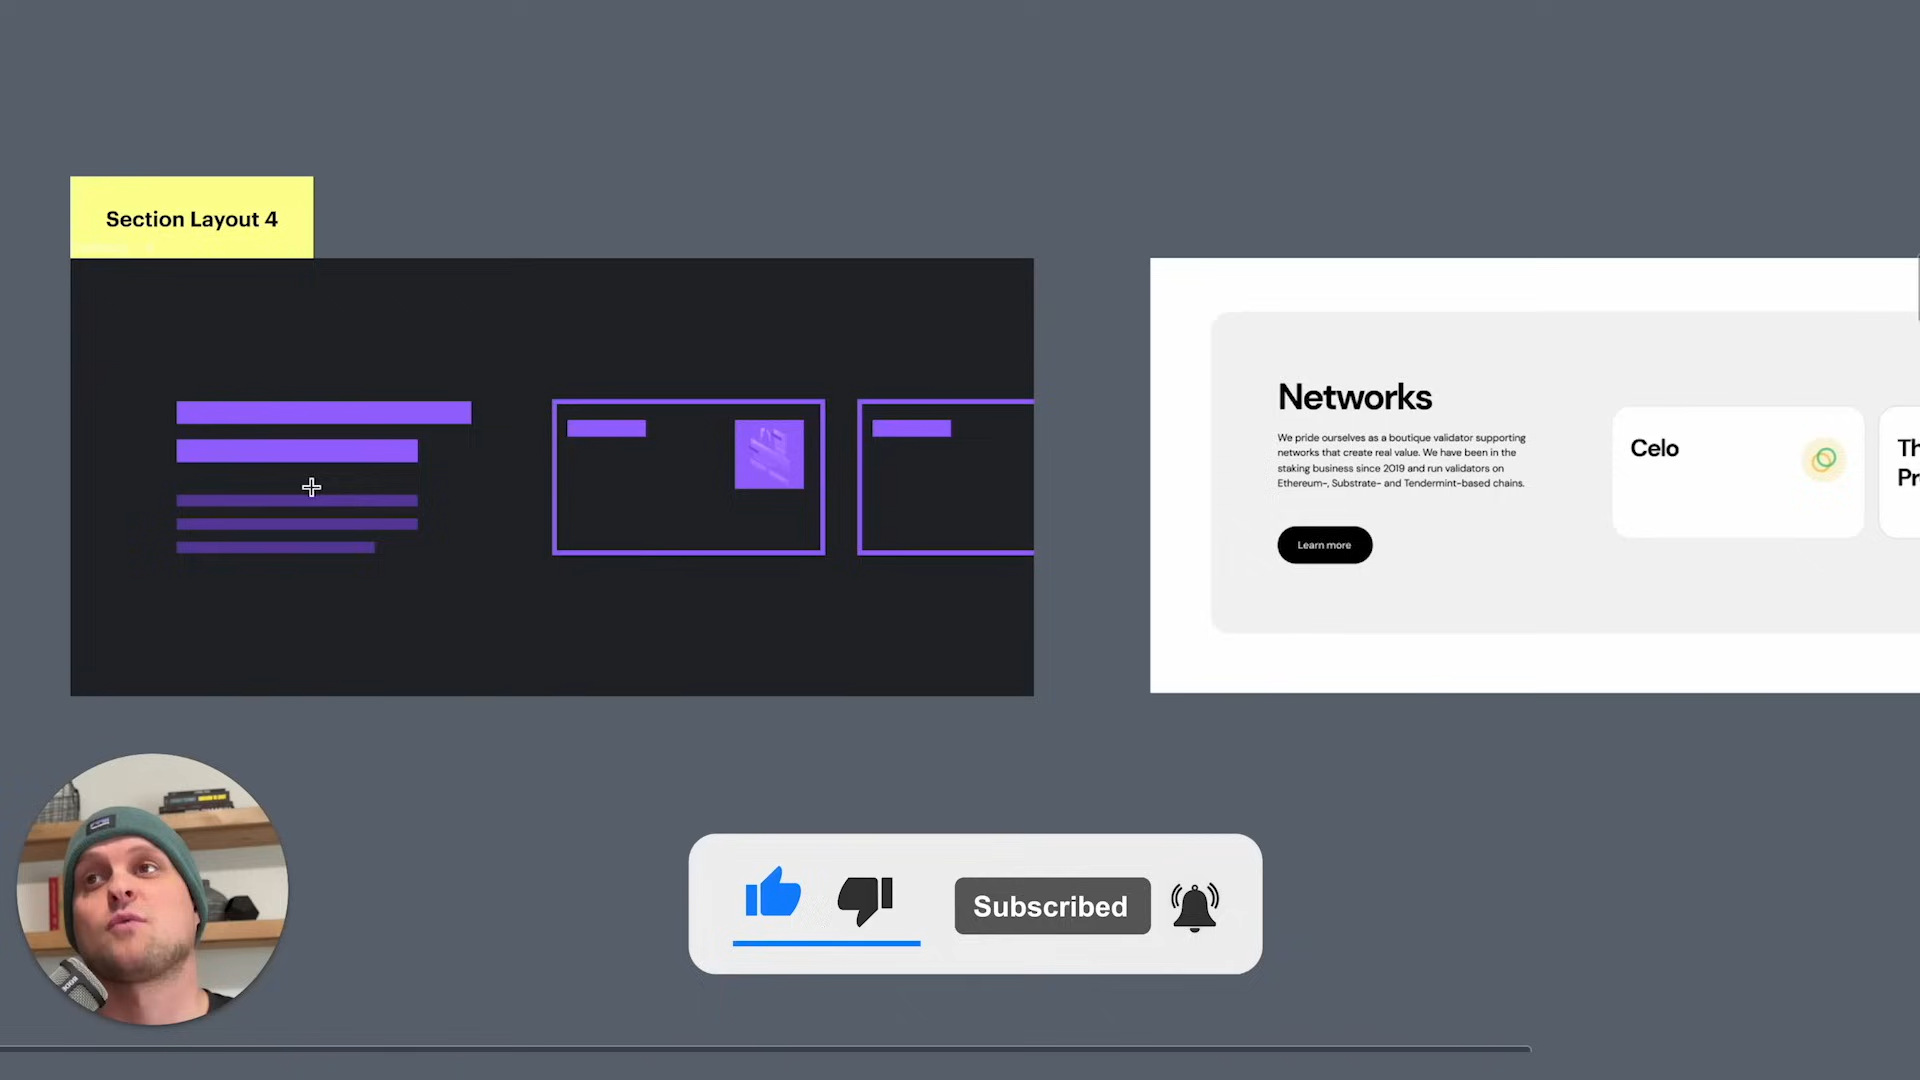 Section Layout 4
Networks
We pride ourselves as a boutique validator supporting
networks that create real value. We have been in the
staking business since 2019 and run validators on
Ethereum-, Substrate- and Tendermint-based chains.
Learn more
Celo
Th
Pr
Subscribed